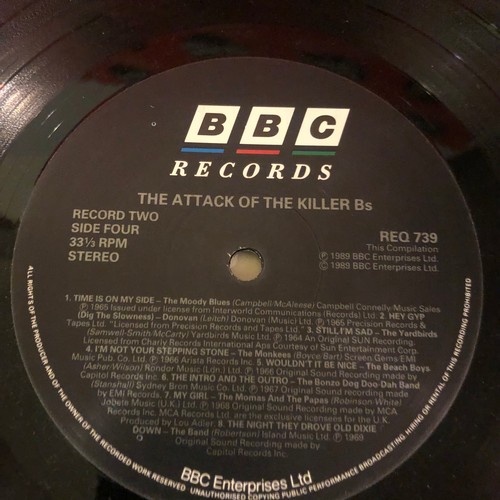 BBC
RECORDS
THE ATTACK OF THE KILLER Bs
RECORD TWO
SIDE FOUR
33⅓ RPM
STEREO
REQ 739
This Compilation
℗ 1989 BBC Enterprises Ltd.
© 1989 BBC Enterprises Ltd.
1. TIME IS ON MY SIDE – The Moody Blues (Campbell/McAleese) Campbell Connelly/Music Sales
℗ 1965 Issued under license from Interworld Communications (Records) Ltd. 2. HEY GYP
(Dig The Slowness) – Donovan (Leitch) Donovan (Music) Ltd. ℗ 1965 Precision Records &
Tapes Ltd. "Licensed from Precision Records and Tapes Ltd." 3. STILL I'M SAD – The Yardbirds
(Samwell-Smith/McCarty) Yardbirds Music Ltd. ℗ 1964 An Original SUN Recording.
Licensed from Charly Records International Apa Courtesy of Sun Entertainment Corp.
4. I'M NOT YOUR STEPPING STONE – The Monkees (Boyce Bart) Screen Gems EMI
Music Pub. Co. Ltd. ℗ 1966 Arista Records Inc. 5. WOULDN'T IT BE NICE – The Beach Boys
(Asher/Wilson) Rondor Music (Ldn.) Ltd. ℗ 1966 Original Sound Recording made by
Capitol Records Inc. 6. THE INTRO AND THE OUTRO – The Bonzo Dog Doo-Dah Band
(Stanshall) Sydney Bron Music Co. Ltd. ℗ 1967 Original Sound recording made
by EMI Records. 7. MY GIRL – The Momas And The Papas (Robinson White)
Jobete Music (U.K.) Ltd. ℗ 1968 Original Sound Recording made by MCA
Records Inc. MCA Records Ltd. are the exclusive licensees for the U.K.
Produced by Lou Adler. 8. THE NIGHT THEY DROVE OLD DIXIE
DOWN – The Band (Robertson) Island Music Ltd ℗ 1969
Original Sound Recording made by
Capitol Records Inc.
BBC Enterprises Ltd
ALL RIGHTS OF THE PRODUCER AND OF THE OWNER OF THE RECORDED WORK RESERVED UNAUTHORISED COPYING PUBLIC PERFORMANCE BROADCASTING HIRING OR RENTAL OF THIS RECORDING PROHIBITED